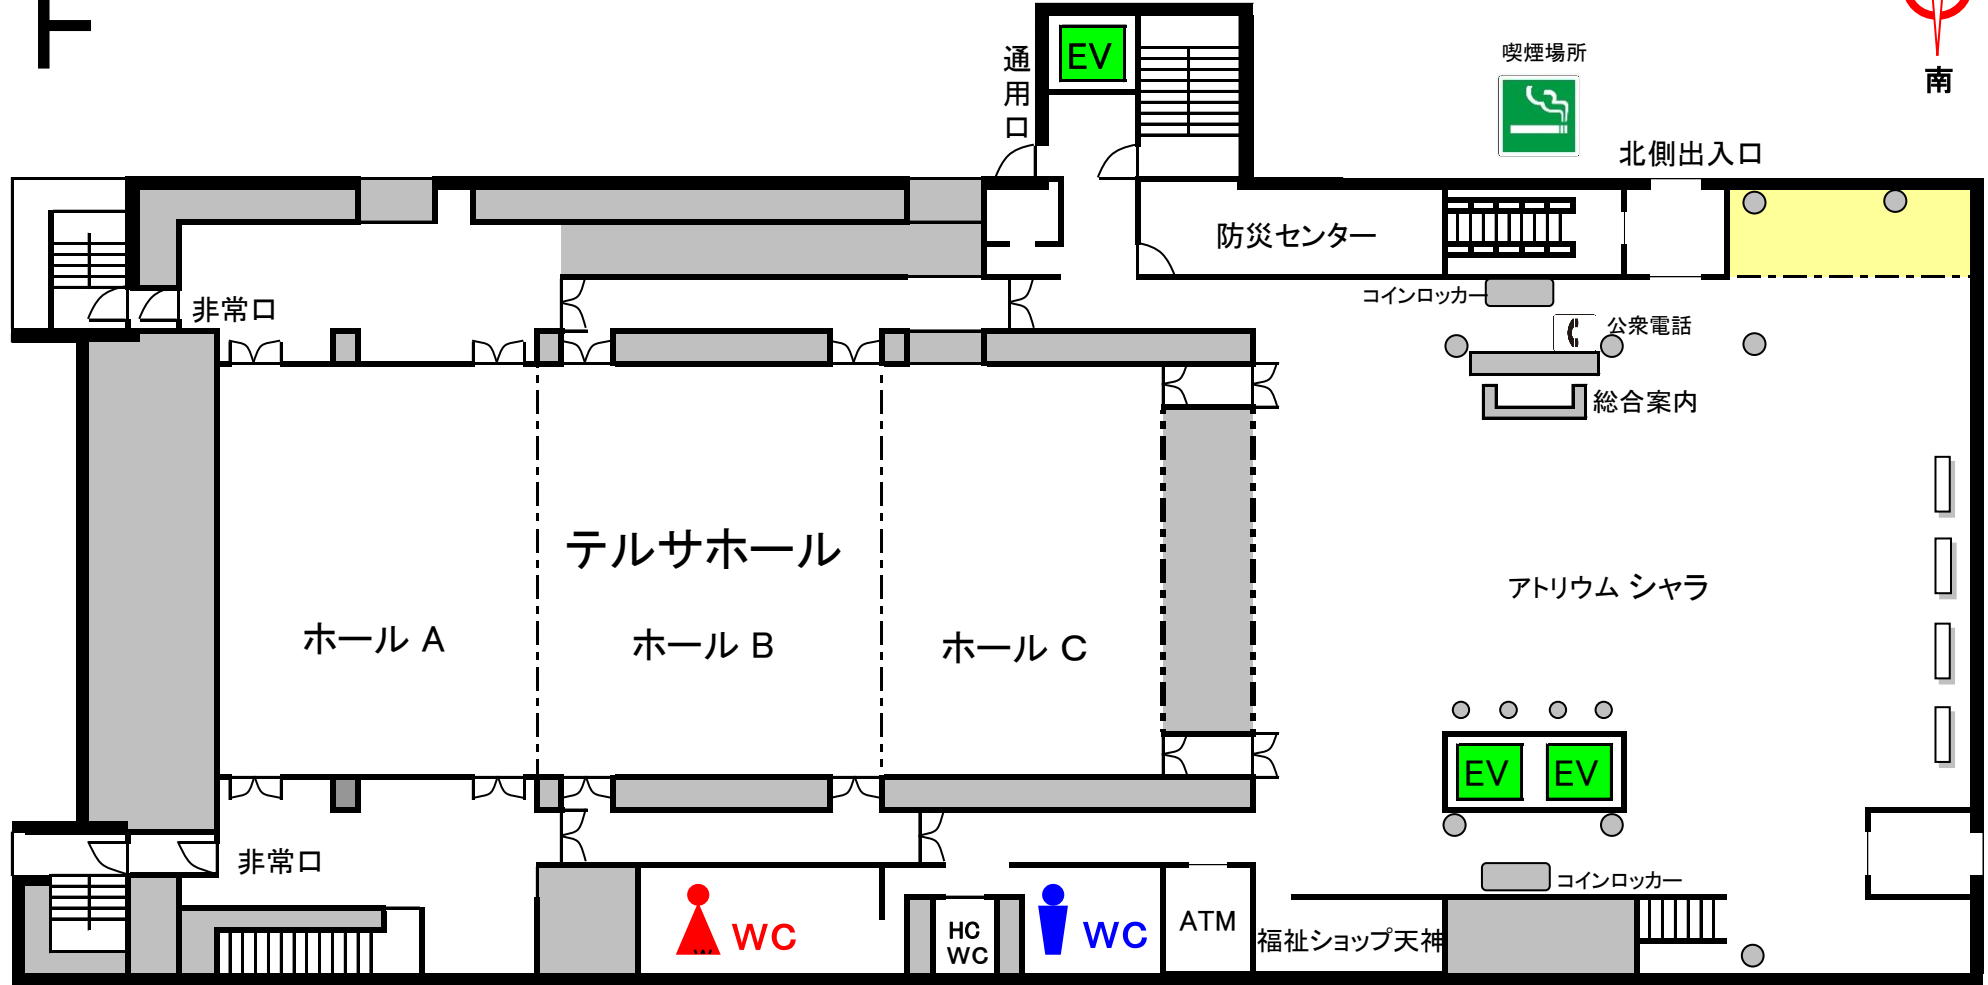 通用口
EV
喫煙場所
南
北側出入口
防災センター
コインロッカー
非常口
公衆電話
総合案内
テルサホール
アトリウム シャラ
ホール A
ホール B
ホール C
EV
EV
非常口
コインロッカー
WC
HC
WC
WC
ATM
福祉ショップ天神